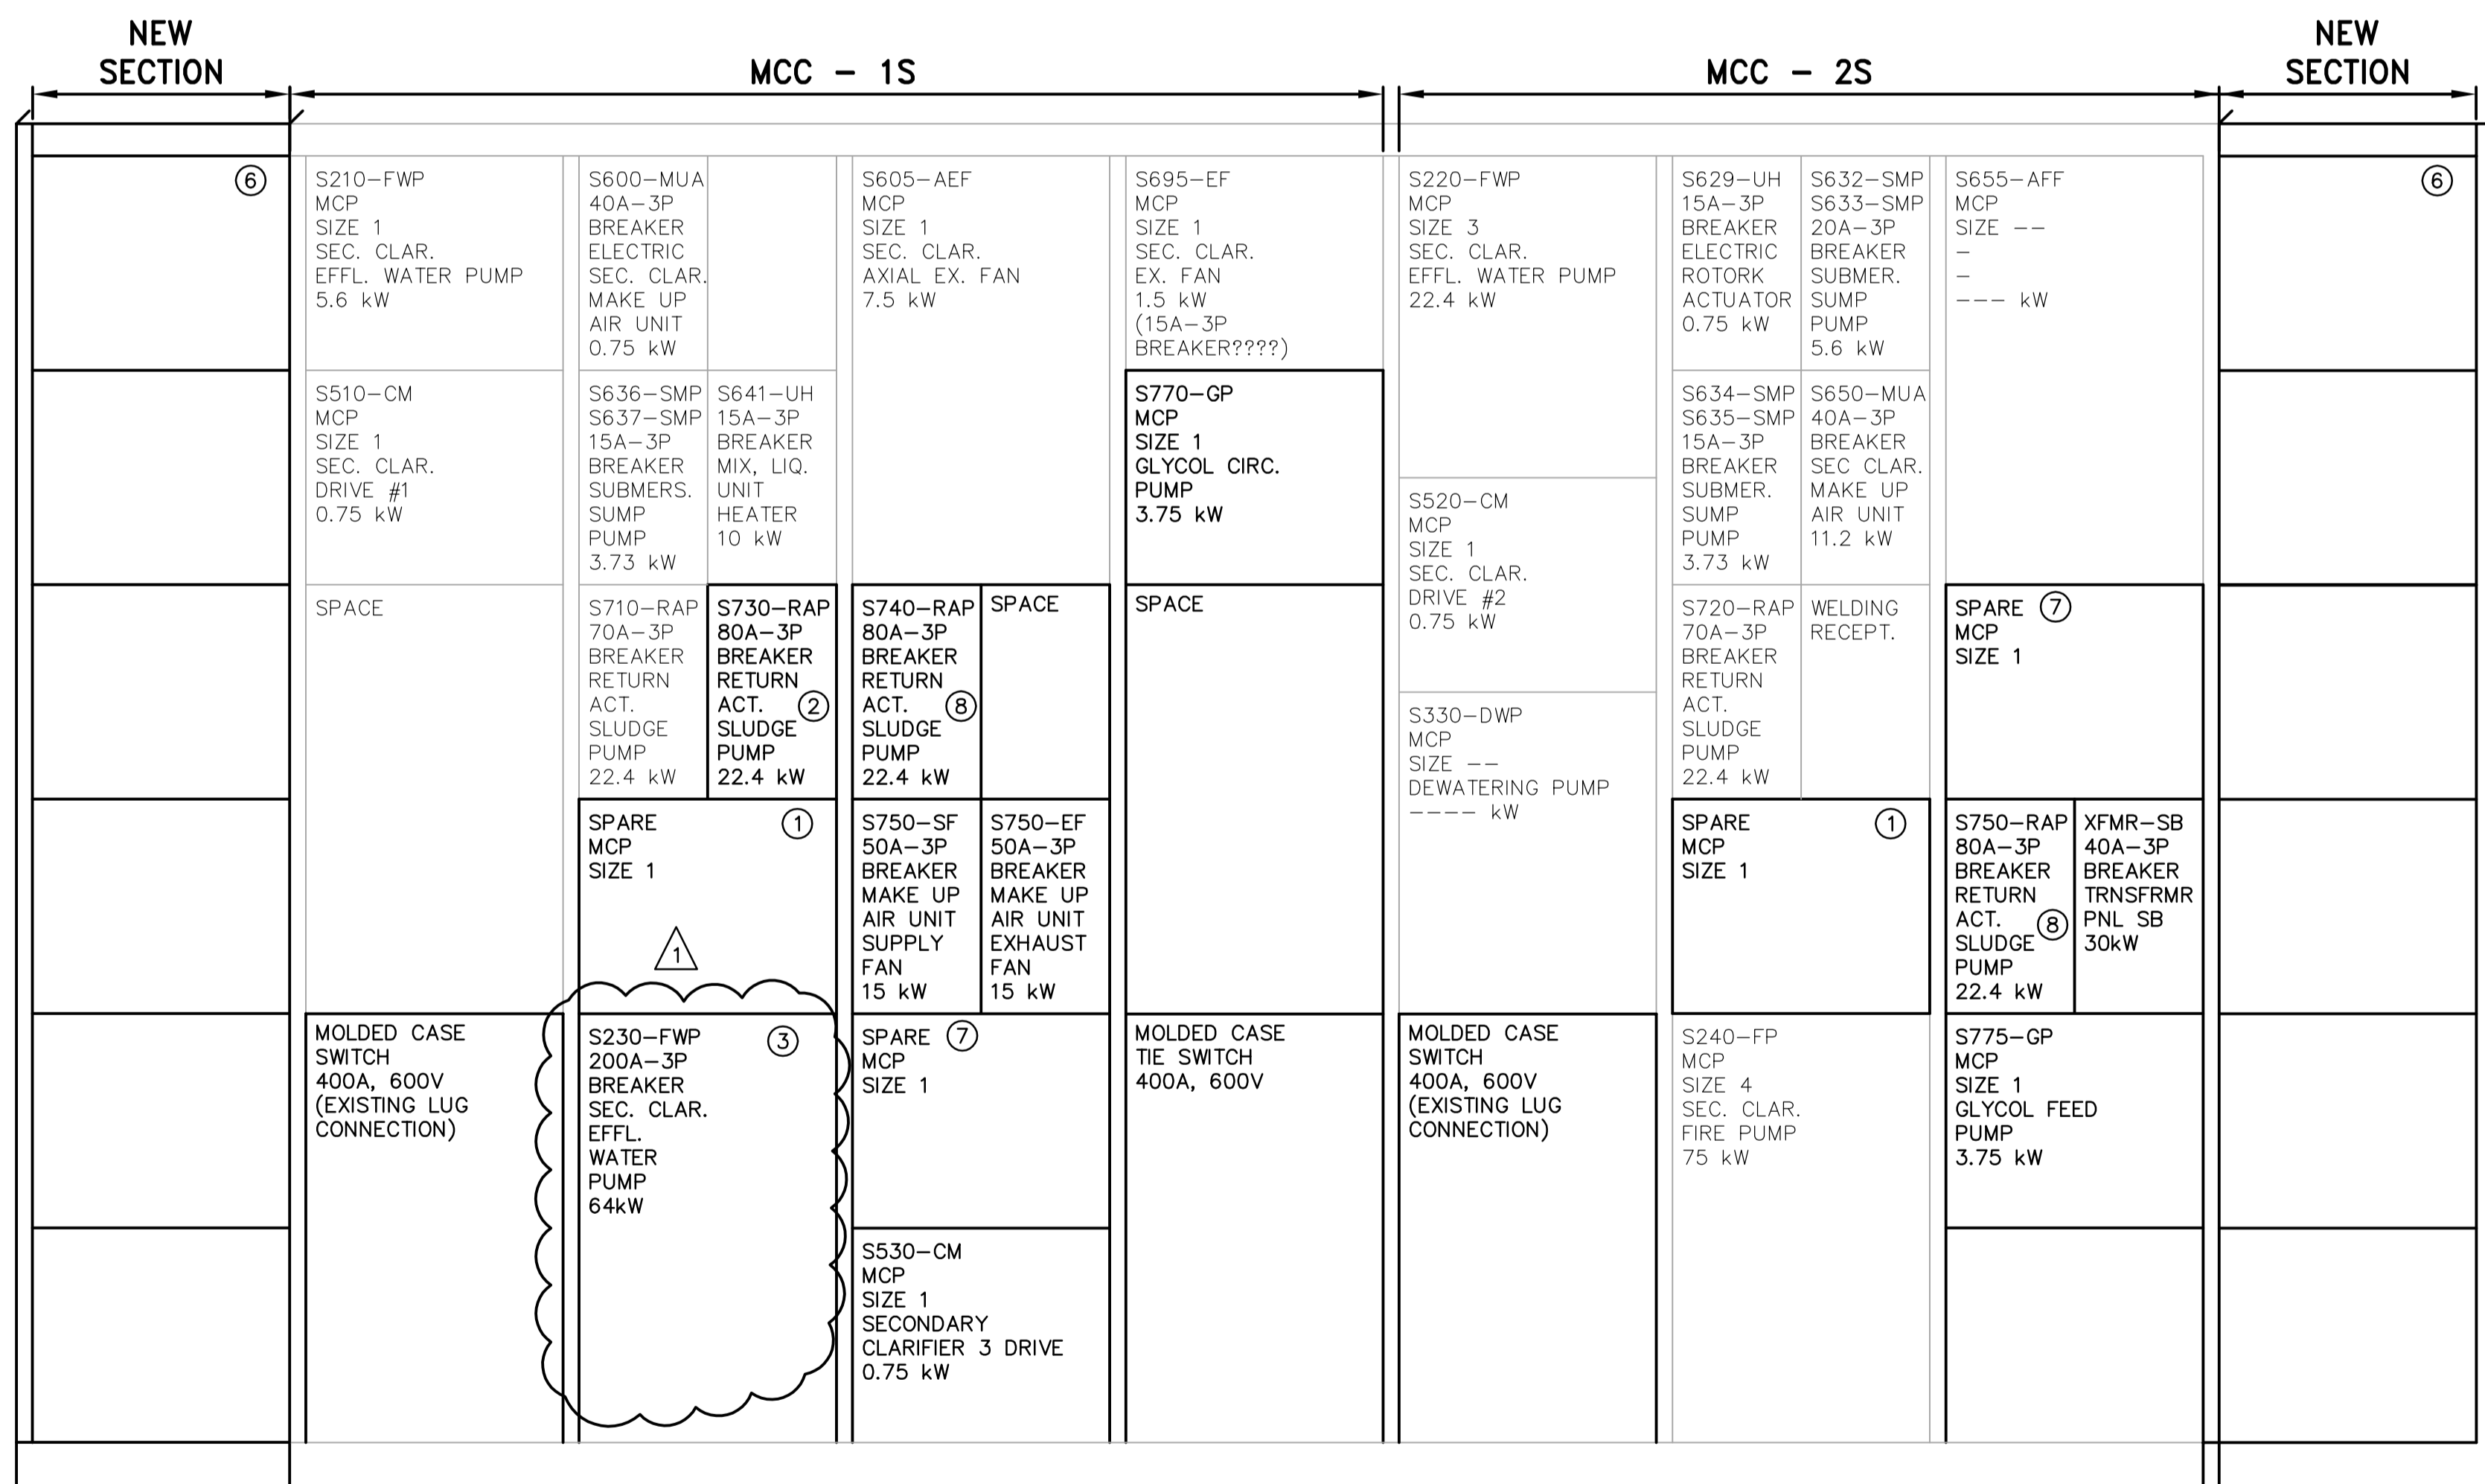 NEW
SECTION
MCC - 1S
MCC - 2S
NEW
SECTION
6
S210-FWP
MCP
SIZE 1
SEC. CLAR.
EFFL. WATER PUMP
5.6 kW
S510-CM
MCP
SIZE 1
SEC. CLAR.
DRIVE #1
0.75 kW
SPACE
MOLDED CASE
SWITCH
400A, 600V
(EXISTING LUG
CONNECTION)
S600-MUA
40A-3P
BREAKER
ELECTRIC
SEC. CLAR.
MAKE UP
AIR UNIT
0.75 kW
S636-SMP
S637-SMP
15A-3P
BREAKER
SUBMERS.
SUMP
PUMP
3.73 kW
S641-UH
15A-3P
BREAKER
MIX, LIQ.
UNIT
HEATER
10 kW
S710-RAP
70A-3P
BREAKER
RETURN
ACT.
SLUDGE
PUMP
22.4 kW
S730-RAP
80A-3P
BREAKER
RETURN
ACT. 2
SLUDGE
PUMP
22.4 kW
SPARE 1
MCP
SIZE 1
1
S230-FWP 3
200A-3P
BREAKER
SEC. CLAR.
EFFL.
WATER
PUMP
64kW
S605-AEF
MCP
SIZE 1
SEC. CLAR.
AXIAL EX. FAN
7.5 kW
S740-RAP
80A-3P
BREAKER
RETURN
ACT. 8
SLUDGE
PUMP
22.4 kW
SPACE
S750-SF
50A-3P
BREAKER
MAKE UP
AIR UNIT
SUPPLY
FAN
15 kW
S750-EF
50A-3P
BREAKER
MAKE UP
AIR UNIT
EXHAUST
FAN
15 kW
SPARE 7
MCP
SIZE 1
S530-CM
MCP
SIZE 1
SECONDARY
CLARIFIER 3 DRIVE
0.75 kW
S695-EF
MCP
SIZE 1
SEC. CLAR.
EX. FAN
1.5 kW
(15A-3P
BREAKER????)
S770-GP
MCP
SIZE 1
GLYCOL CIRC.
PUMP
3.75 kW
SPACE
MOLDED CASE
TIE SWITCH
400A, 600V
S220-FWP
MCP
SIZE 3
SEC. CLAR.
EFFL. WATER PUMP
22.4 kW
S520-CM
MCP
SIZE 1
SEC. CLAR.
DRIVE #2
0.75 kW
S330-DWP
MCP
SIZE --
DEWATERING PUMP
---- kW
MOLDED CASE
SWITCH
400A, 600V
(EXISTING LUG
CONNECTION)
S629-UH
15A-3P
BREAKER
ELECTRIC
ROTORK
ACTUATOR
0.75 kW
S632-SMP
S633-SMP
20A-3P
BREAKER
SUBMER.
SUMP
PUMP
5.6 kW
S634-SMP
S635-SMP
15A-3P
BREAKER
SUBMER.
SUMP
PUMP
3.73 kW
S650-MUA
40A-3P
BREAKER
SEC CLAR.
MAKE UP
AIR UNIT
11.2 kW
S720-RAP
70A-3P
BREAKER
RETURN
ACT.
SLUDGE
PUMP
22.4 kW
WELDING
RECEPT.
SPARE 1
MCP
SIZE 1
S240-FP
MCP
SIZE 4
SEC. CLAR.
FIRE PUMP
75 kW
S655-AFF
MCP
SIZE --
-
-
--- kW
SPARE 7
MCP
SIZE 1
S750-RAP
80A-3P
BREAKER
RETURN
ACT. 8
SLUDGE
PUMP
22.4 kW
XFMR-SB
40A-3P
BREAKER
TRNSFRMR
PNL SB
30kW
S775-GP
MCP
SIZE 1
GLYCOL FEED
PUMP
3.75 kW
6